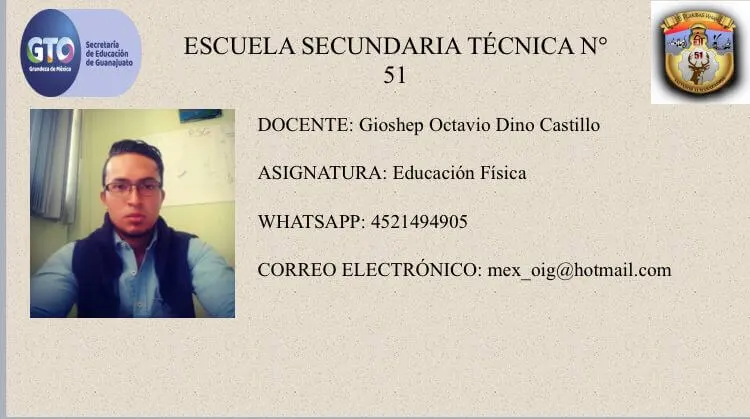 GTO
Grandeza de México
Secretaría
de Educación
de Guanajuato
ESCUELA SECUNDARIA TÉCNICA N°
51
51
DOCENTE: Gioshep Octavio Dino Castillo
ASIGNATURA: Educación Física
WHATSAPP: 4521494905
CORREO ELECTRÓNICO: mex_oig@hotmail.com